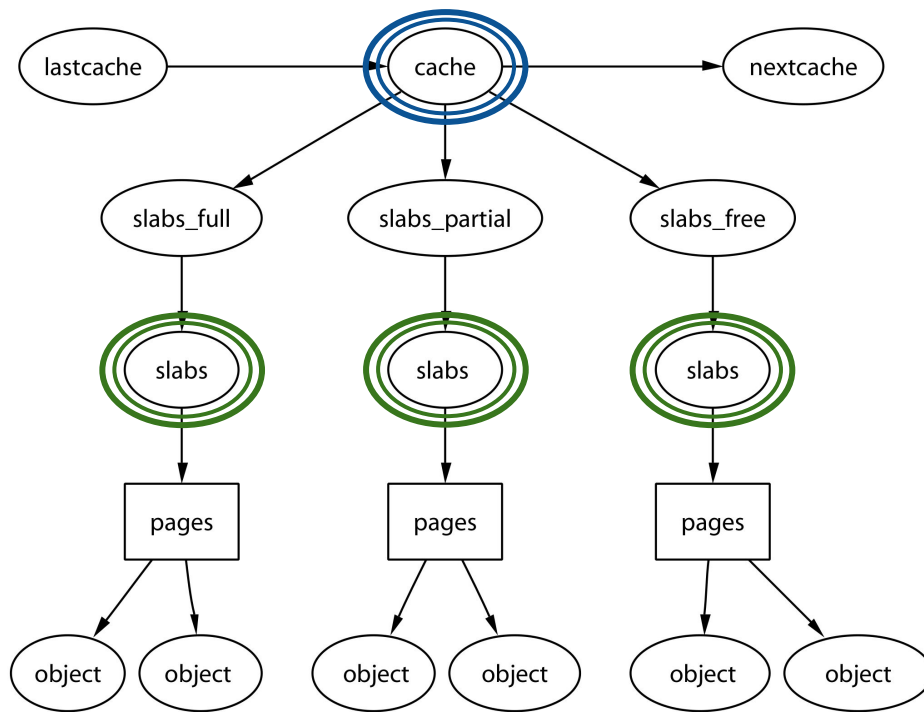 lastcache
cache
nextcache
slabs_full
slabs_partial
slabs_free
slabs
slabs
slabs
pages
pages
pages
object
object
object
object
object
object